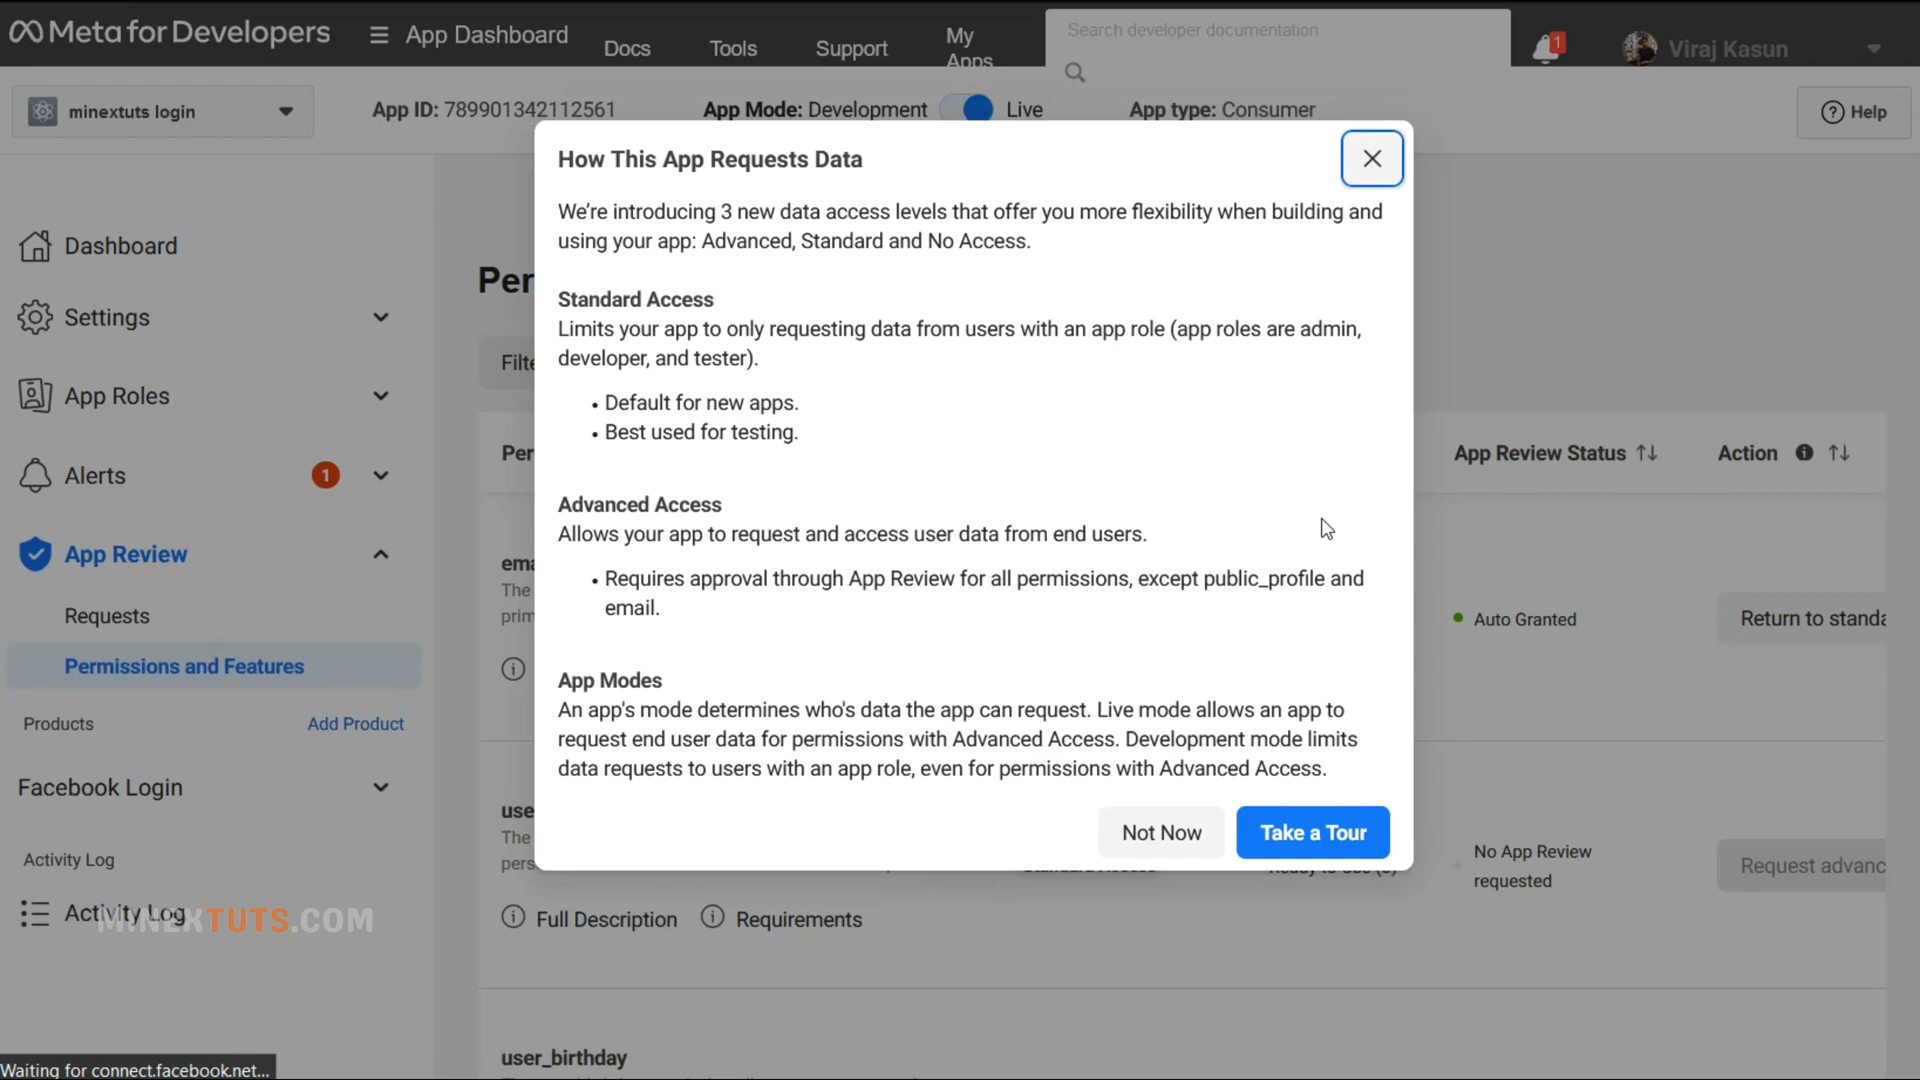 Meta for Developers
App Dashboard
Docs
Tools
Support
My Apps
Search developer documentation
1
Viraj Kasun
minextuts login
App ID: 789901342112561
App Mode: Development
Live
App type: Consumer
Help
Dashboard
Settings
App Roles
Alerts
1
App Review
Requests
Permissions and Features
Products
Add Product
Facebook Login
Activity Log
Activity Log
MINEXTUTS.COM
Waiting for connect.facebook.net...
How This App Requests Data
We’re introducing 3 new data access levels that offer you more flexibility when building and
using your app: Advanced, Standard and No Access.
Standard Access
Limits your app to only requesting data from users with an app role (app roles are admin,
developer, and tester).
• Default for new apps.
• Best used for testing.
Advanced Access
Allows your app to request and access user data from end users.
• Requires approval through App Review for all permissions, except public_profile and
email.
App Modes
An app's mode determines who's data the app can request. Live mode allows an app to
request end user data for permissions with Advanced Access. Development mode limits
data requests to users with an app role, even for permissions with Advanced Access.
Not Now
Take a Tour
Per
Filte
Per
App Review Status
Action
ema
The
prim
Auto Granted
Return to standa
use
The
pers
No App Review
requested
Request advanc
Full Description
Requirements
user_birthday